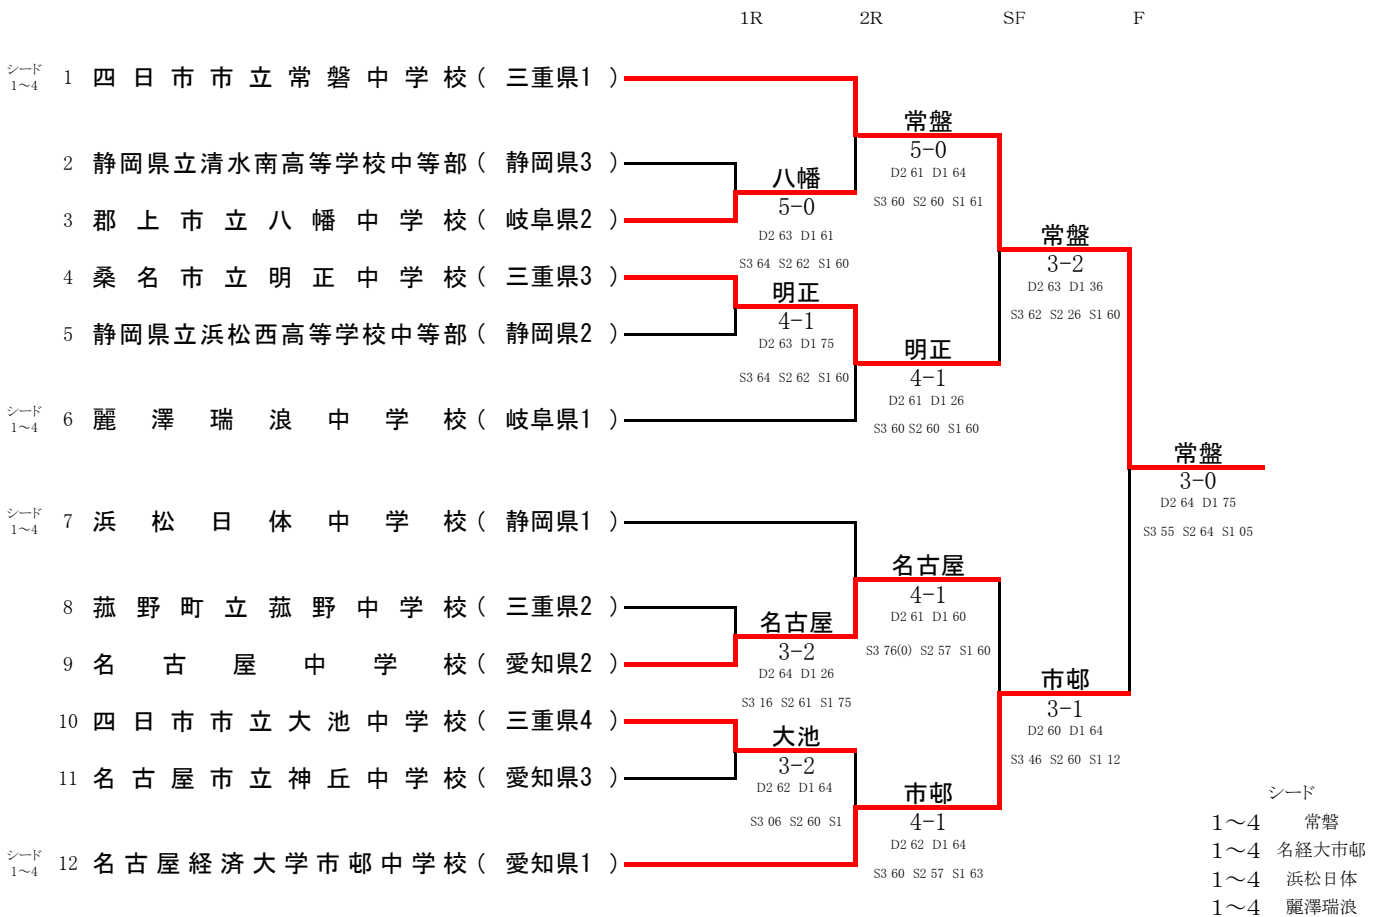 1R 2R SF F
シード
1～4
1 四日市市立常磐中学校（ 三重県1 ）
常盤
5-0
D2 61 D1 64
S3 60 S2 60 S1 61
2 静岡県立清水南高等学校中等部（ 静岡県3 ）
八幡
5-0
D2 63 D1 61
S3 64 S2 62 S1 60
3 郡上市立八幡中学校（ 岐阜県2 ）
常盤
3-2
D2 63 D1 36
S3 62 S2 26 S1 60
4 桑名市立明正中学校（ 三重県3 ）
明正
4-1
D2 63 D1 75
S3 64 S2 62 S1 60
5 静岡県立浜松西高等学校中等部（ 静岡県2 ）
明正
4-1
D2 61 D1 26
S3 60 S2 60 S1 60
シード
1～4
6 麗澤瑞浪中学校（ 岐阜県1 ）
常盤
3-0
D2 64 D1 75
S3 55 S2 64 S1 05
シード
1～4
7 浜松日体中学校（ 静岡県1 ）
名古屋
4-1
D2 61 D1 60
S3 76(0) S2 57 S1 60
8 菰野町立菰野中学校（ 三重県2 ）
名古屋
3-2
D2 64 D1 26
S3 16 S2 61 S1 75
9 名古屋中学校（ 愛知県2 ）
市邨
3-1
D2 60 D1 64
S3 46 S2 60 S1 12
10 四日市市立大池中学校（ 三重県4 ）
大池
3-2
D2 62 D1 64
S3 06 S2 60 S1
11 名古屋市立神丘中学校（ 愛知県3 ）
市邨
4-1
D2 62 D1 64
S3 60 S2 57 S1 63
シード
1～4
12 名古屋経済大学市邨中学校（ 愛知県1 ）
シード
1～4 常磐
1～4 名経大市邨
1～4 浜松日体
1～4 麗澤瑞浪